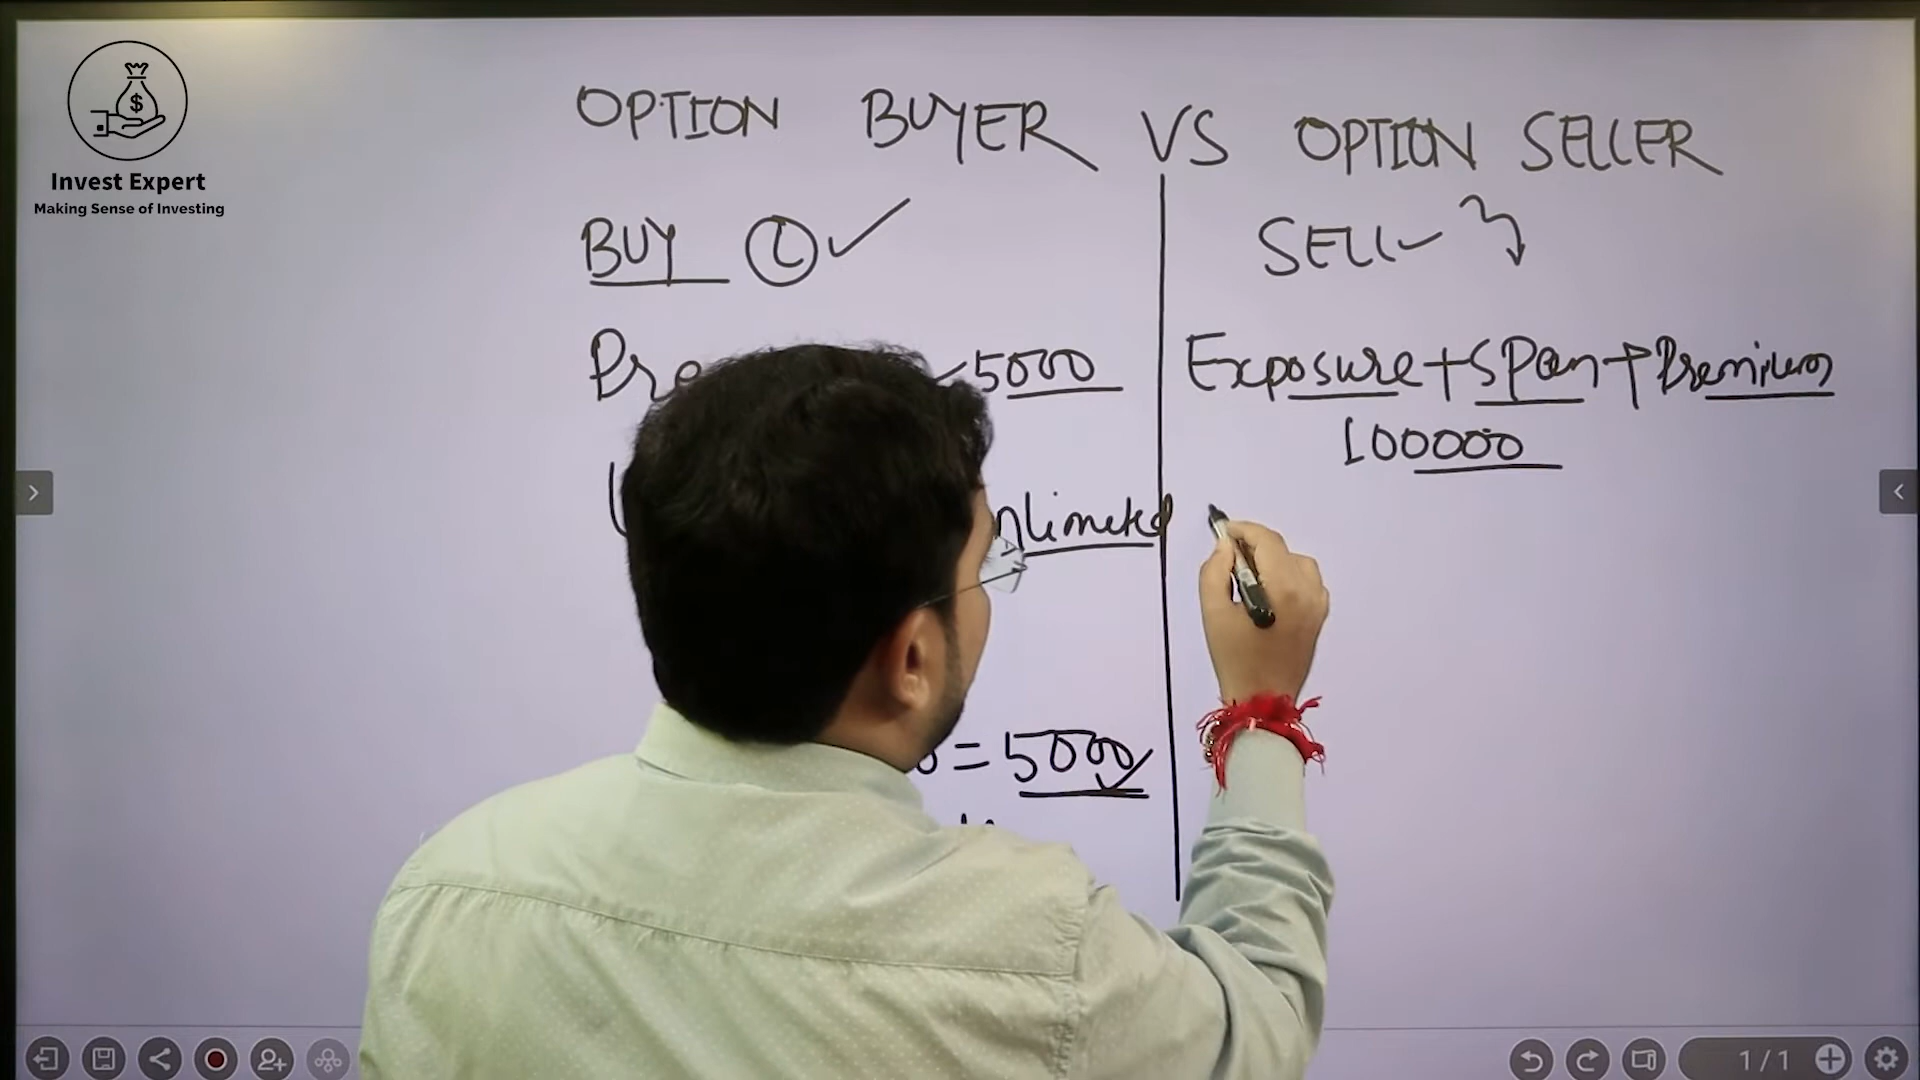 OPTION BUYER VS OPTION SELLER
Invest Expert
Making Sense of Investing
BUY L
SELL
5000
Exposure + Span + Premium
100000
= 5000
1/1